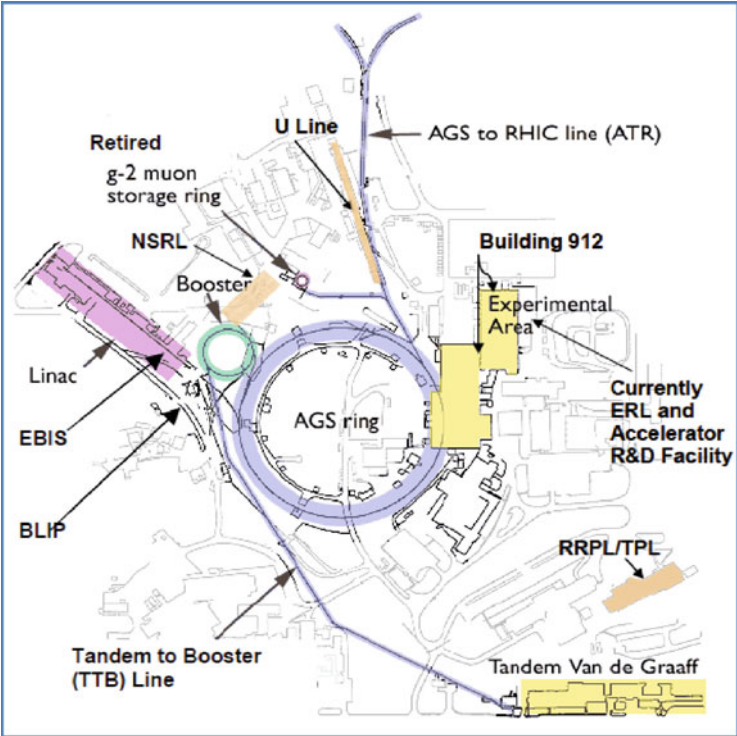 U Line
AGS to RHIC line (ATR)
Retired
g-2 muon
storage ring
NSRL
Building 912
Booster
Experimental
Area
Linac
Currently
ERL and
Accelerator
R&D Facility
AGS ring
EBIS
BLIP
RRPL/TPL
Tandem to Booster
(TTB) Line
Tandem Van de Graaff